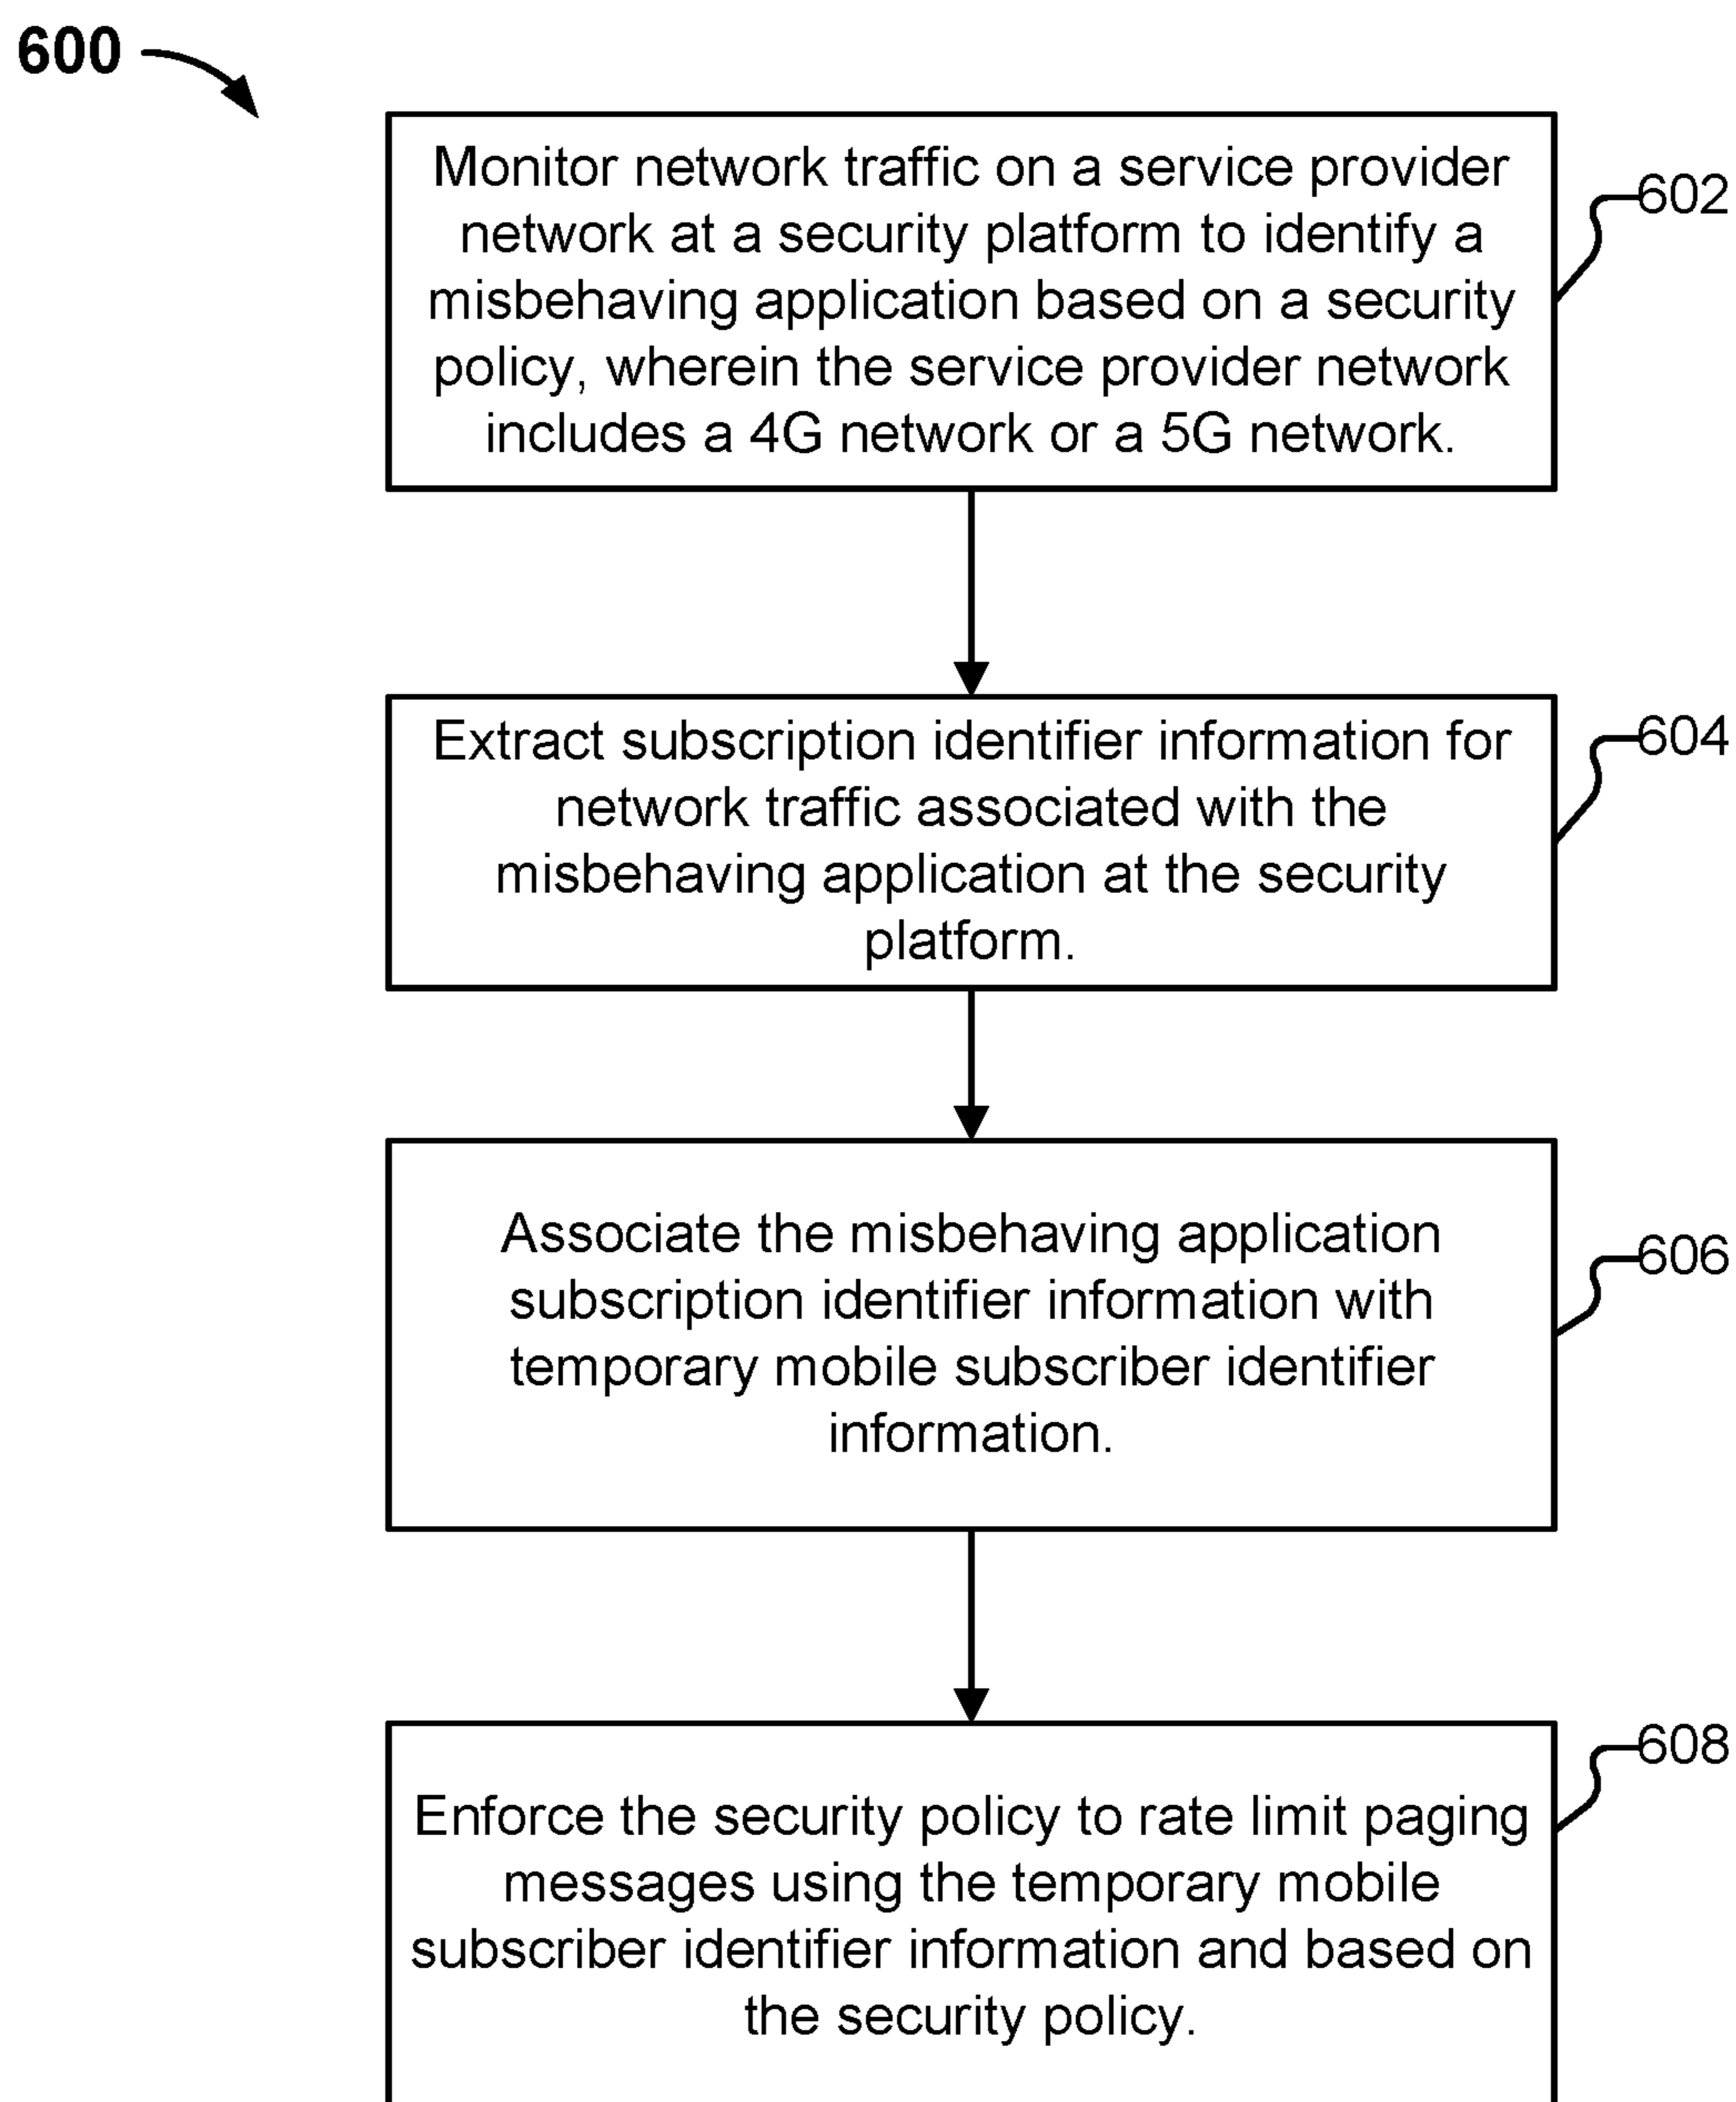 600
Monitor network traffic on a service provider
network at a security platform to identify a
misbehaving application based on a security
policy, wherein the service provider network
includes a 4G network or a 5G network.
602
Extract subscription identifier information for
network traffic associated with the
misbehaving application at the security
platform.
604
Associate the misbehaving application
subscription identifier information with
temporary mobile subscriber identifier
information.
606
Enforce the security policy to rate limit paging
messages using the temporary mobile
subscriber identifier information and based on
the security policy.
608